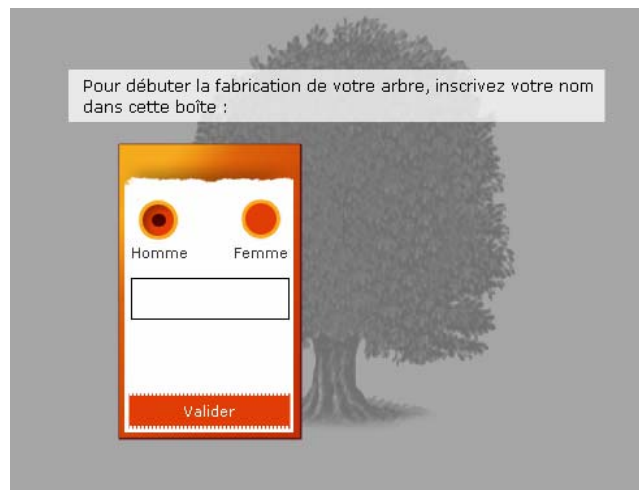 Pour débuter la fabrication de votre arbre, inscrivez votre nom
dans cette boîte :
Homme Femme
Valider